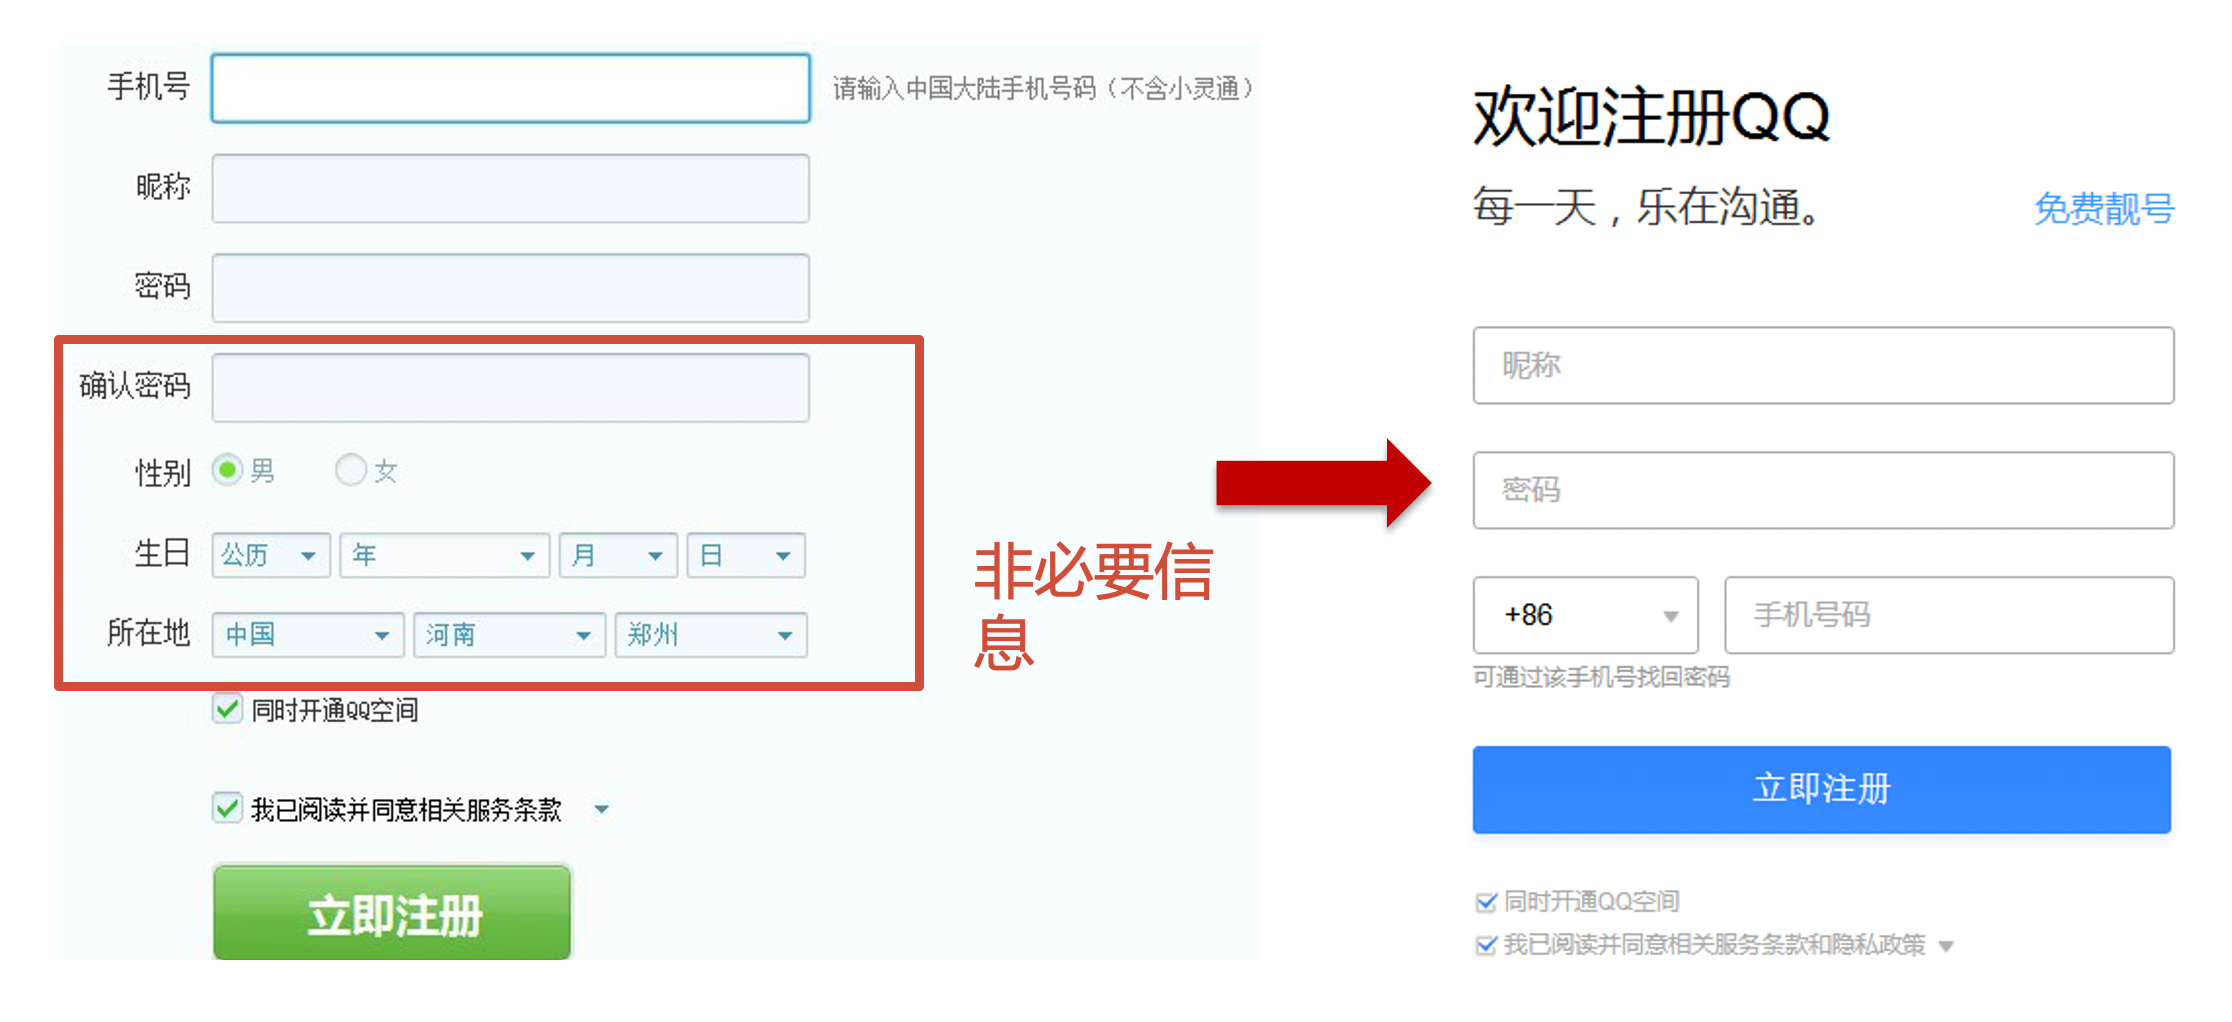 手机号
请输入中国大陆手机号码（不含小灵通）
昵称
密码
确认密码
性别 男 女
生日 公历 年 月 日
所在地 中国 河南 郑州
同时开通QQ空间
我已阅读并同意相关服务条款
立即注册
非必要信
息
欢迎注册QQ
每一天，乐在沟通。
免费靓号
昵称
密码
+86 手机号码
可通过该手机号找回密码
立即注册
同时开通QQ空间
我已阅读并同意相关服务条款和隐私政策